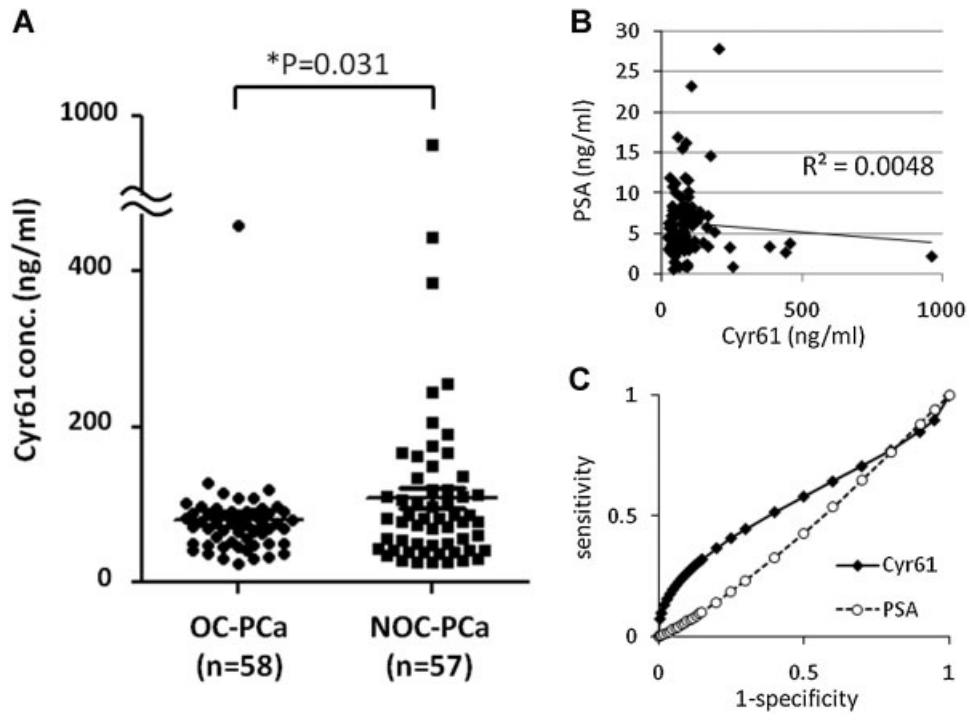 A
*P=0.031
1000
400
200
0
Cyr61 conc. (ng/ml)
OC-PCa
(n=58)
NOC-PCa
(n=57)
B
30
25
20
15
10
5
0
PSA (ng/ml)
R² = 0.0048
0
500
1000
Cyr61 (ng/ml)
C
1
0.5
0
sensitivity
Cyr61
PSA
0
0.5
1
1-specificity